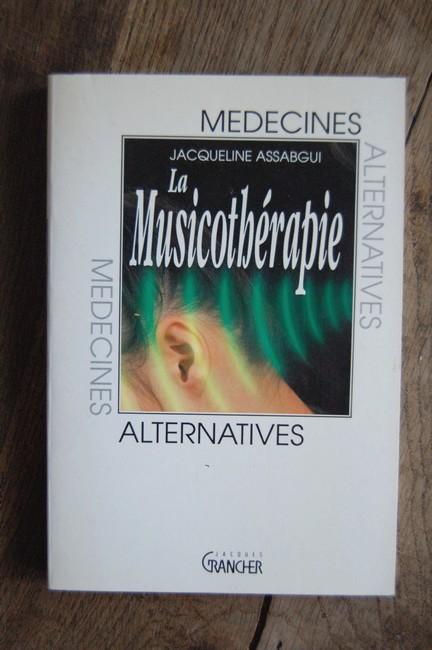 MEDECINES
ALTERNATIVES
JACQUELINE ASSABGUI
La
Musicothérapie
MEDECINES
ALTERNATIVES
JACQUES
GRANCHER